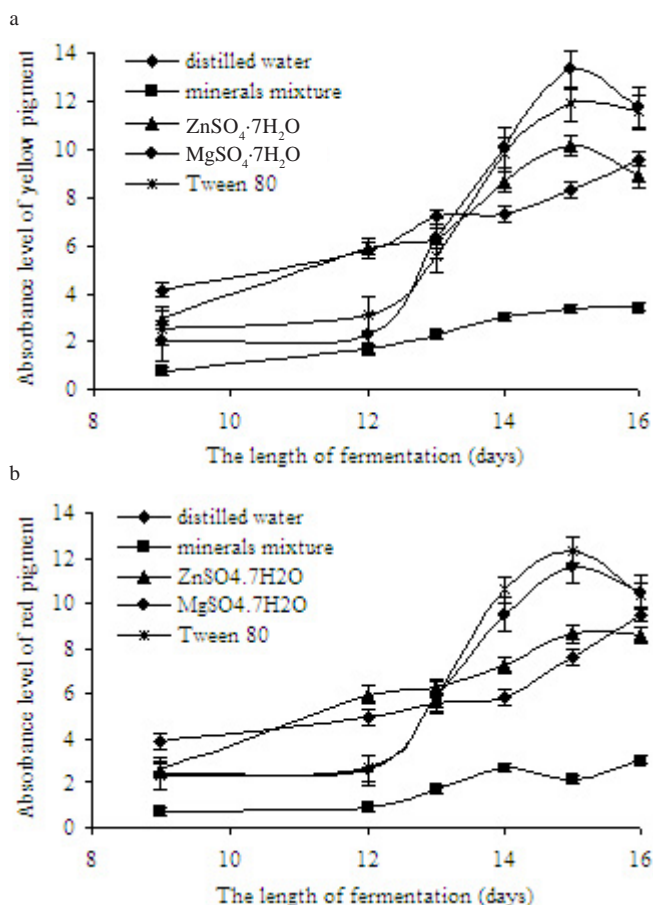 a
14
12
10
8
6
4
2
0
Absorbance level of yellow pigment
distilled water
minerals mixture
ZnSO₄·7H₂O
MgSO₄·7H₂O
Tween 80
8 10 12 14 16
The length of fermentation (days)
b
14
12
10
8
6
4
2
0
Absorbance level of red pigment
distilled water
minerals mixture
ZnSO4.7H2O
MgSO4.7H2O
Tween 80
8 10 12 14 16
The length of fermentation (days)